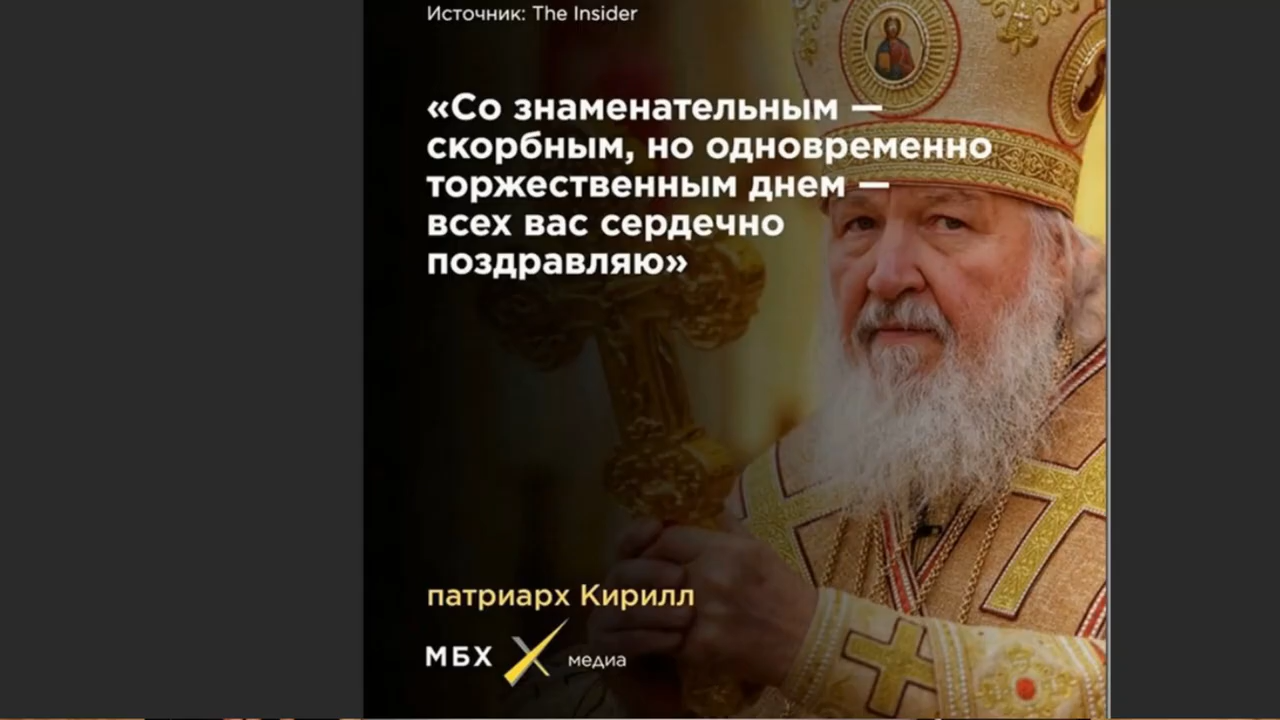 Источник: The Insider
«Со знаменательным —
скорбным, но одновременно
торжественным днем —
всех вас сердечно
поздравляю»
патриарх Кирилл
МБХ медиа